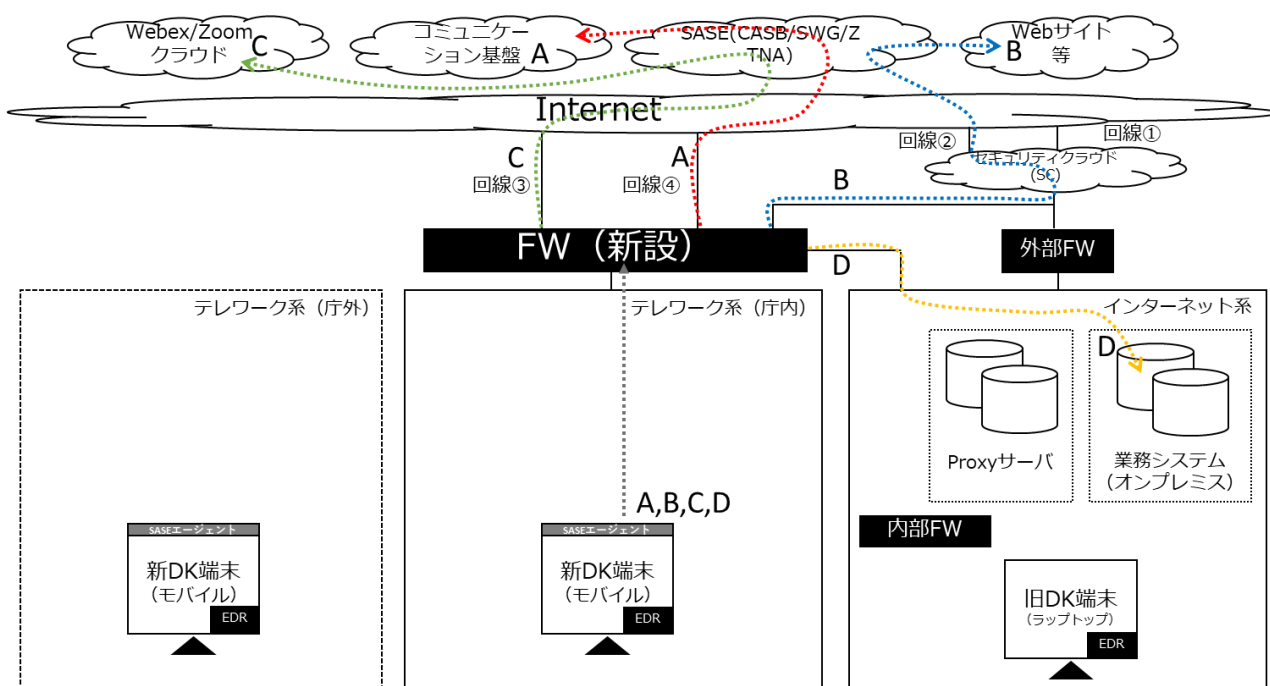 Webex/Zoom
クラウド
C
コミュニケー
ション基盤
A
SASE(CASB/SWG/Z
TNA)
Webサイト
等
B
Internet
回線②
回線①
セキュリティクラウド
(SC)
C
回線③
A
回線④
B
FW（新設）
D
外部FW
テレワーク系（庁外）
テレワーク系（庁内）
インターネット系
D
Proxyサーバ
業務システム
（オンプレミス）
A,B,C,D
内部FW
SASEエージェント
新DK端末
（モバイル）
EDR
SASEエージェント
新DK端末
（モバイル）
EDR
旧DK端末
（ラップトップ）
EDR